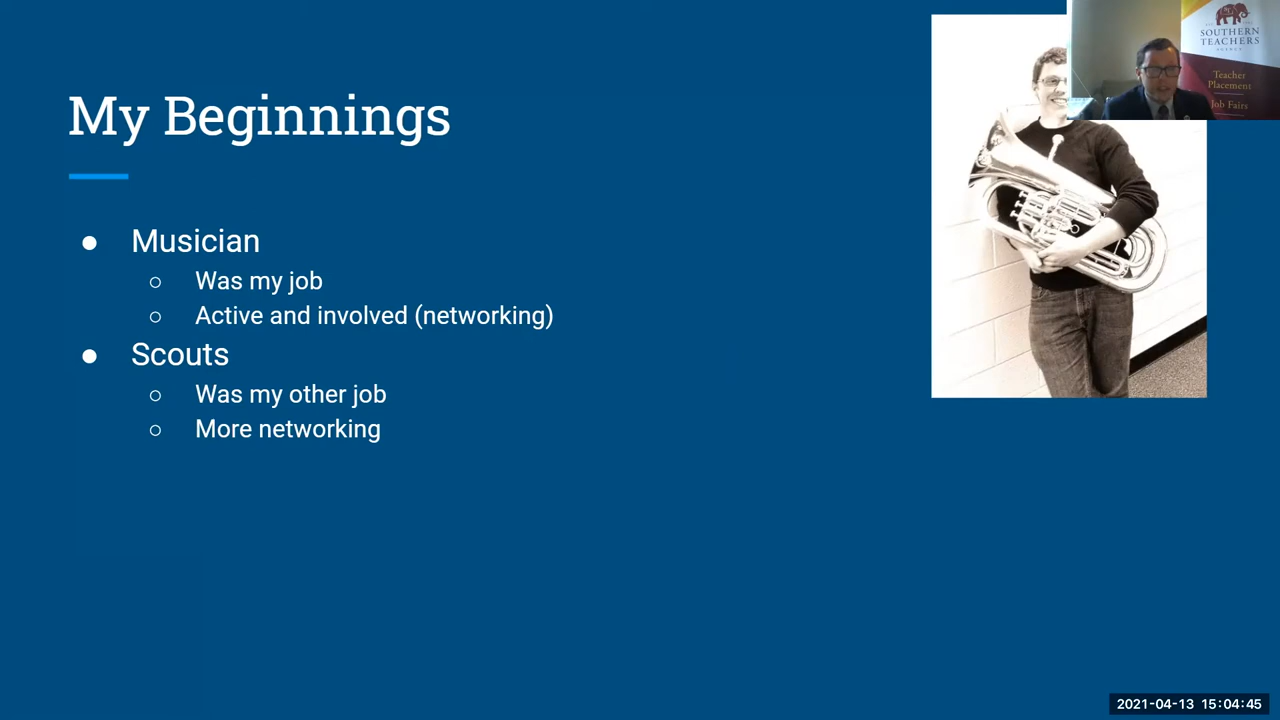 My Beginnings
● Musician
○ Was my job
○ Active and involved (networking)
● Scouts
○ Was my other job
○ More networking
SOUTHERN
TEACHERS
Teacher
Placement
Job Fairs
2021-04-13 15:04:45